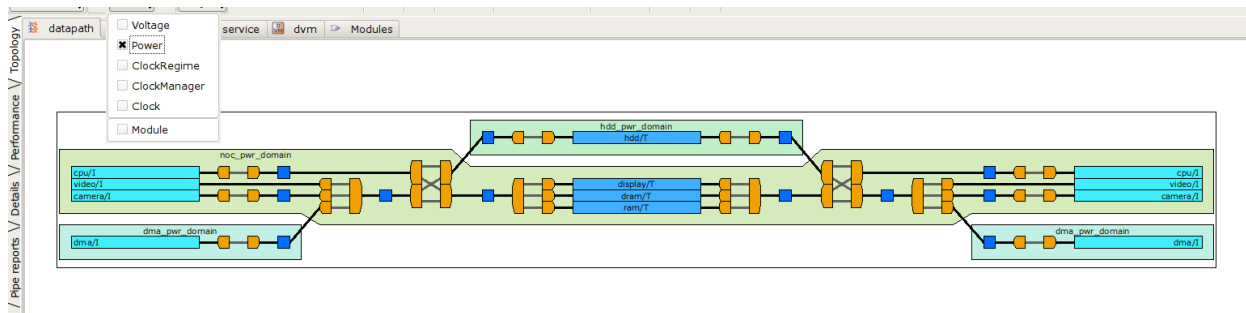 datapath
service
dvm
Modules
Voltage
Power
ClockRegime
ClockManager
Clock
Module
Topology
Performance
Details
Pipe reports
hdd_pwr_domain
hdd/T
noc_pwr_domain
cpu/I
video/I
camera/I
display/T
dram/T
ram/T
cpu/I
video/I
camera/I
dma_pwr_domain
dma/I
dma_pwr_domain
dma/I